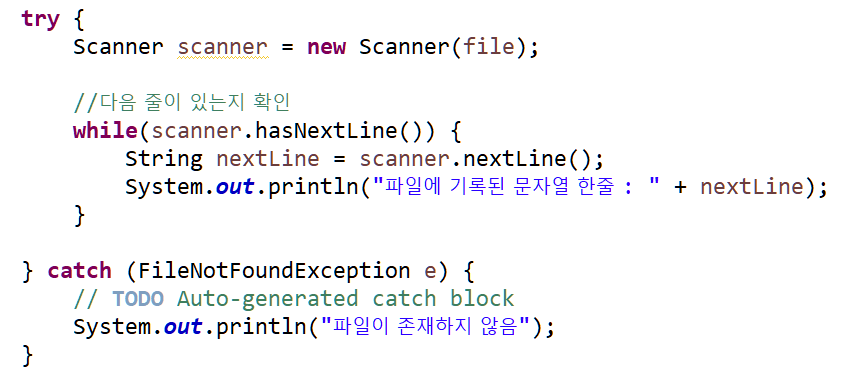 try {
Scanner scanner = new Scanner(file);
//다음 줄이 있는지 확인
while(scanner.hasNextLine()) {
String nextLine = scanner.nextLine();
System.out.println("파일에 기록된 문자열 한줄 : " + nextLine);
}
} catch (FileNotFoundException e) {
// TODO Auto-generated catch block
System.out.println("파일이 존재하지 않음");
}